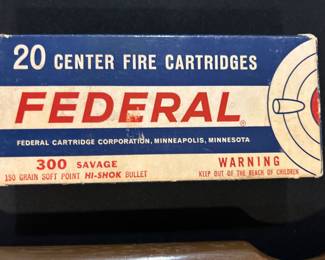 20 CENTER FIRE CARTRIDGES
FEDERAL®
FEDERAL CARTRIDGE CORPORATION, MINNEAPOLIS, MINNESOTA
300 SAVAGE
150 GRAIN SOFT POINT HI-SHOK BULLET
WARNING
KEEP OUT OF THE REACH OF CHILDREN